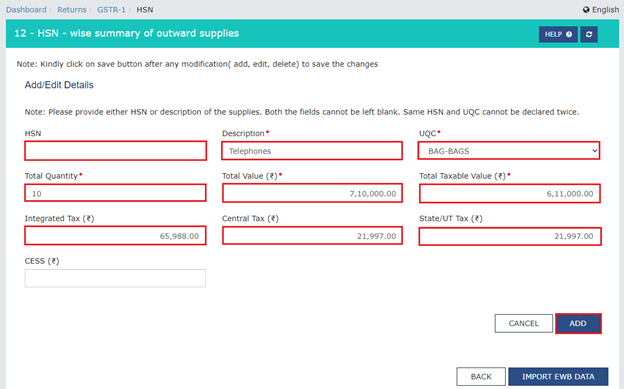 Dashboard › Returns › GSTR-1 › HSN English
12 - HSN - wise summary of outward supplies HELP ?
Note: Kindly click on save button after any modification( add, edit, delete) to save the changes
Add/Edit Details
Note: Please provide either HSN or description of the supplies. Both the fields cannot be left blank. Same HSN and UQC cannot be declared twice.
HSN Description* UQC*
Telephones BAG-BAGS
Total Quantity* Total Value (₹)* Total Taxable Value (₹)*
10 7,10,000.00 6,11,000.00
Integrated Tax (₹) Central Tax (₹) State/UT Tax (₹)
65,988.00 21,997.00 21,997.00
CESS (₹)
CANCEL ADD
BACK IMPORT EWB DATA